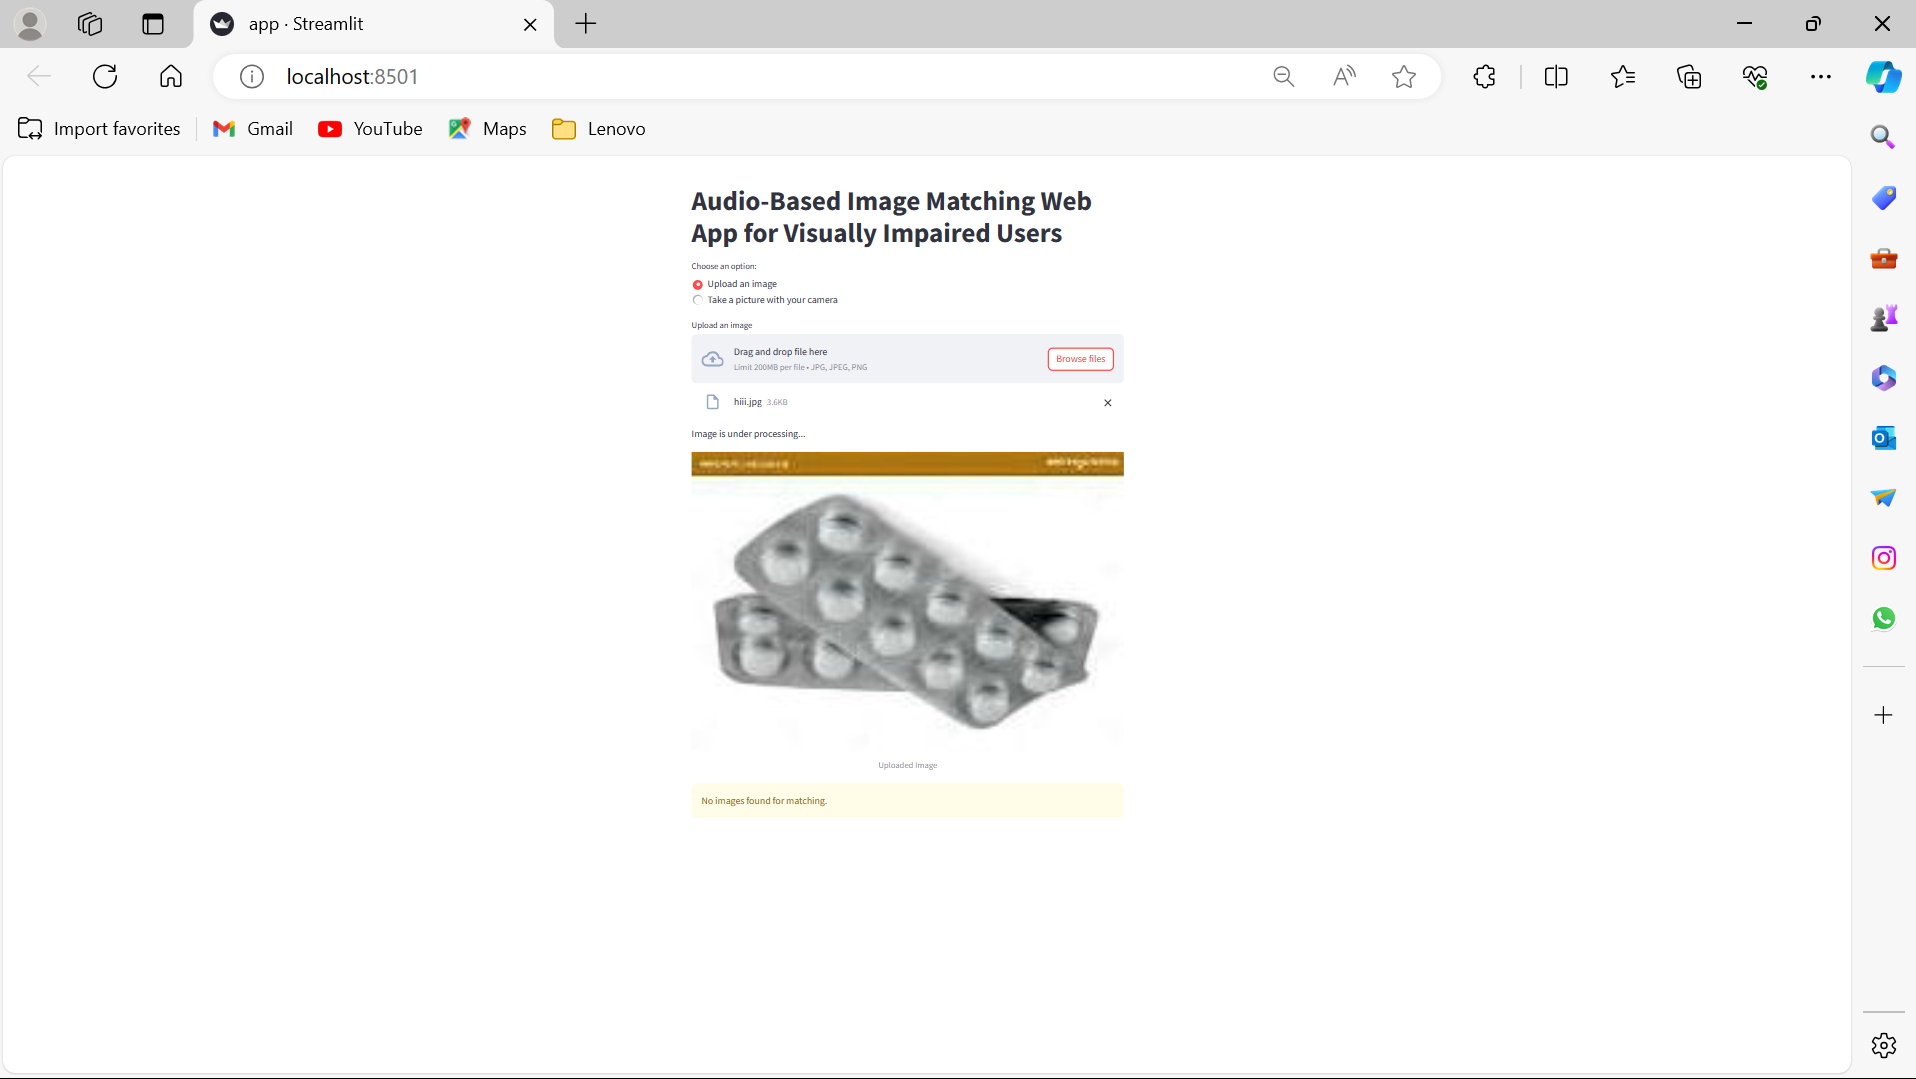 app · Streamlit
localhost:8501
Import favorites
Gmail
YouTube
Maps
Lenovo
Audio-Based Image Matching Web
App for Visually Impaired Users
Choose an option:
Upload an image
Take a picture with your camera
Upload an image
Drag and drop file here
Limit 200MB per file • JPG, JPEG, PNG
Browse files
hiii.jpg 3.6KB
Image is under processing...
Uploaded Image
No images found for matching.